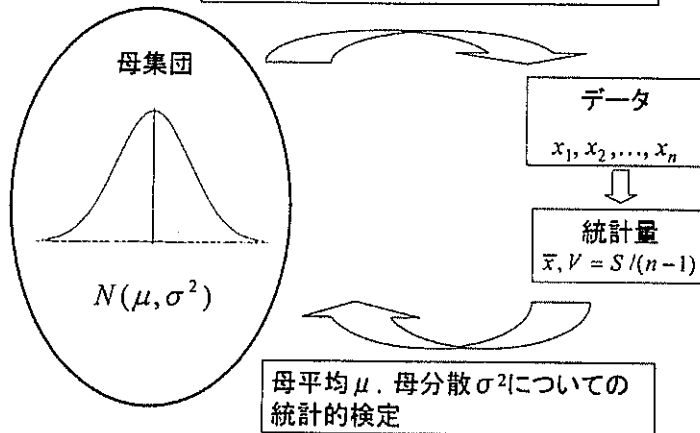 母集団
N(μ,σ²)
データ
x₁, x₂,..., xₙ
統計量
x̄, V = S /(n−1)
母平均μ. 母分散σ²についての
統計的検定